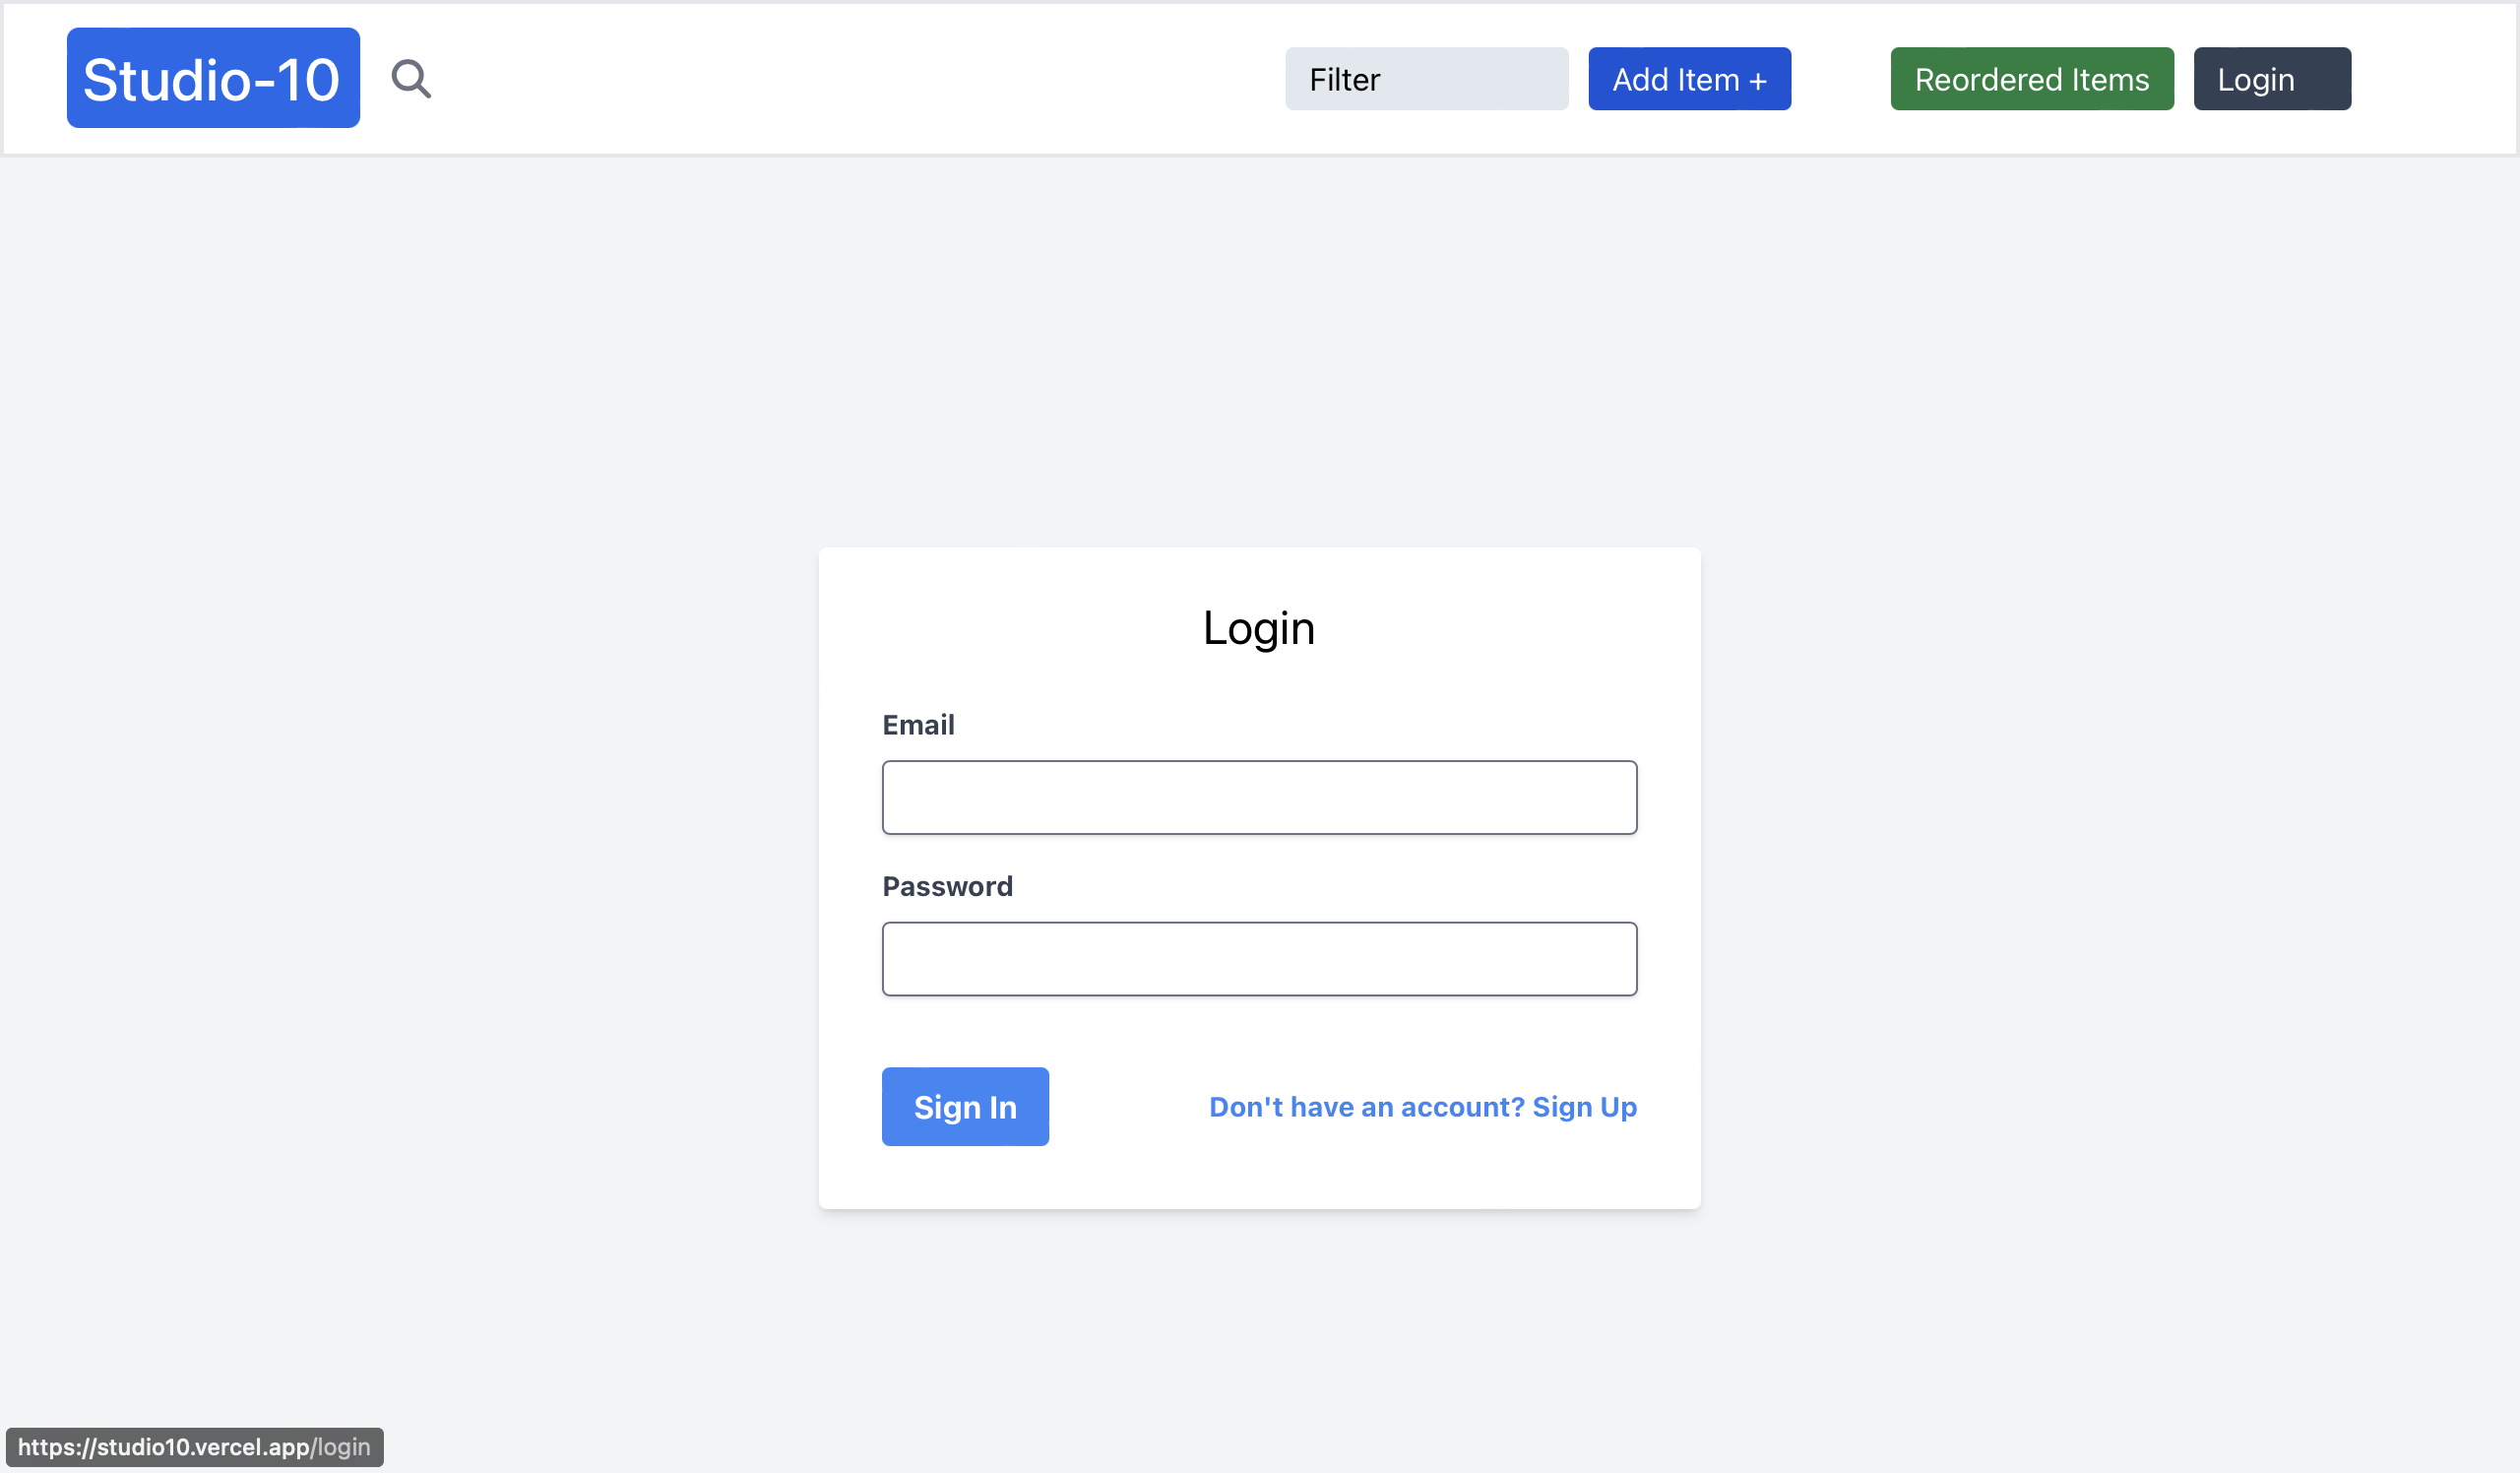 Studio-10 Filter Add Item + Reordered Items Login
Login
Email
Password
Sign In Don't have an account? Sign Up
https://studio10.vercel.app/login